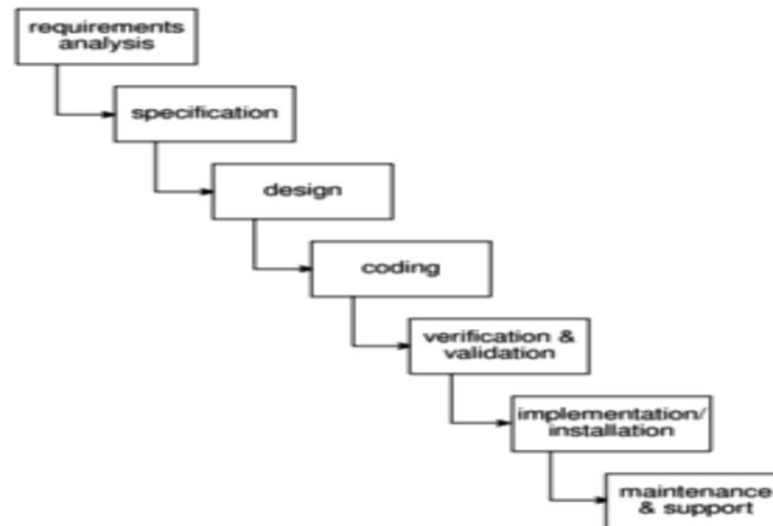 requirements
analysis
specification
design
coding
verification &
validation
implementation/
installation
maintenance
& support